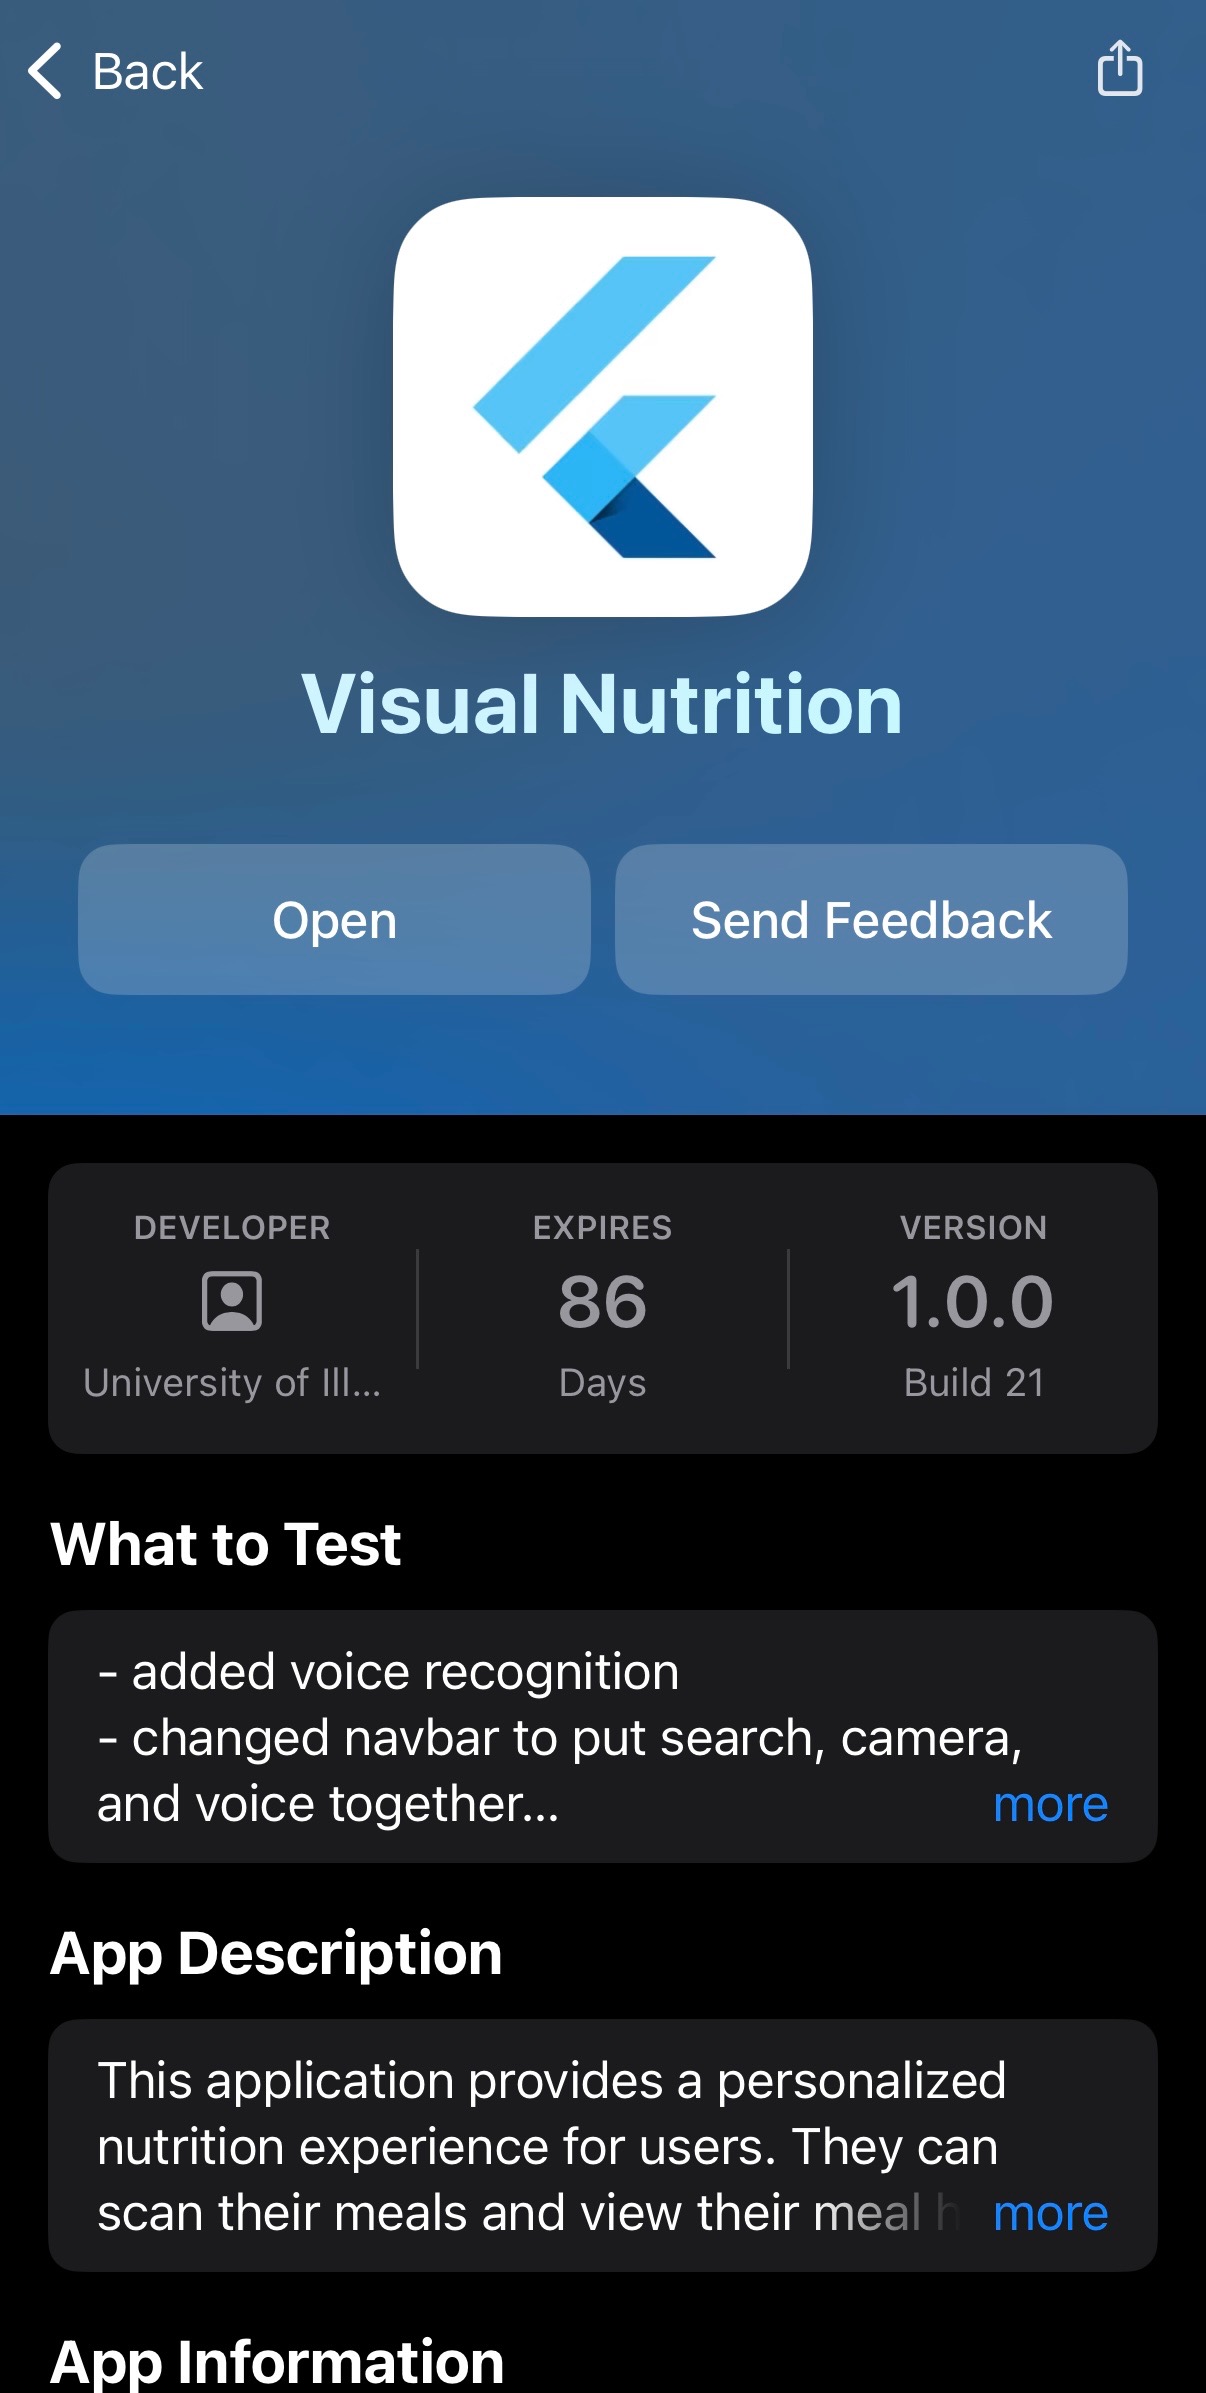 Back
Visual Nutrition
Open
Send Feedback
DEVELOPER
University of Ill...
EXPIRES
86
Days
VERSION
1.0.0
Build 21
What to Test
- added voice recognition
- changed navbar to put search, camera,
and voice together... more
App Description
This application provides a personalized
nutrition experience for users. They can
scan their meals and view their meal h more
App Information